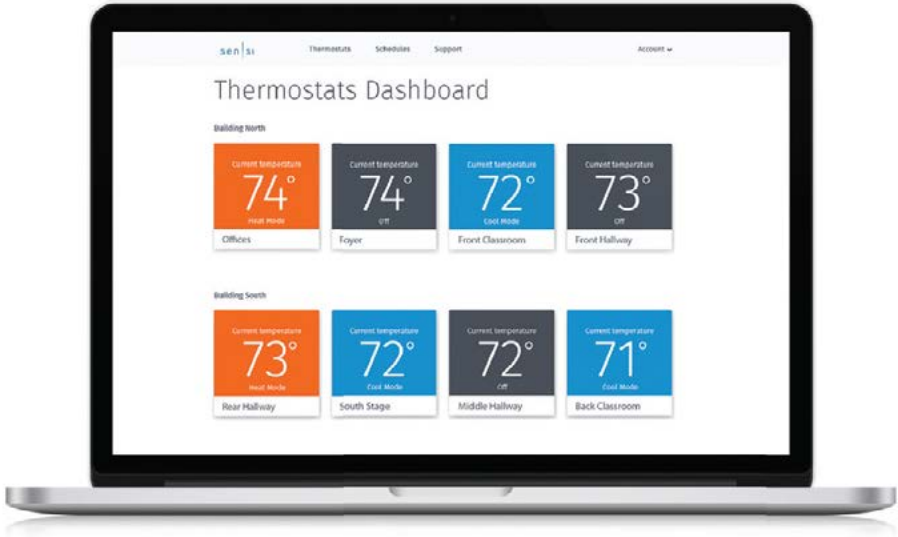 sensi Thermostats Schedules Support Account
Thermostats Dashboard
Building North
Current temperature Current temperature Current temperature Current temperature
74° 74° 72° 73°
Heat Mode Off Cool Mode Off
Offices Foyer Front Classroom Front Hallway
Building South
Current temperature Current temperature Current temperature Current temperature
73° 72° 72° 71°
Heat Mode Cool Mode Off Cool Mode
Rear Hallway South Stage Middle Hallway Back Classroom